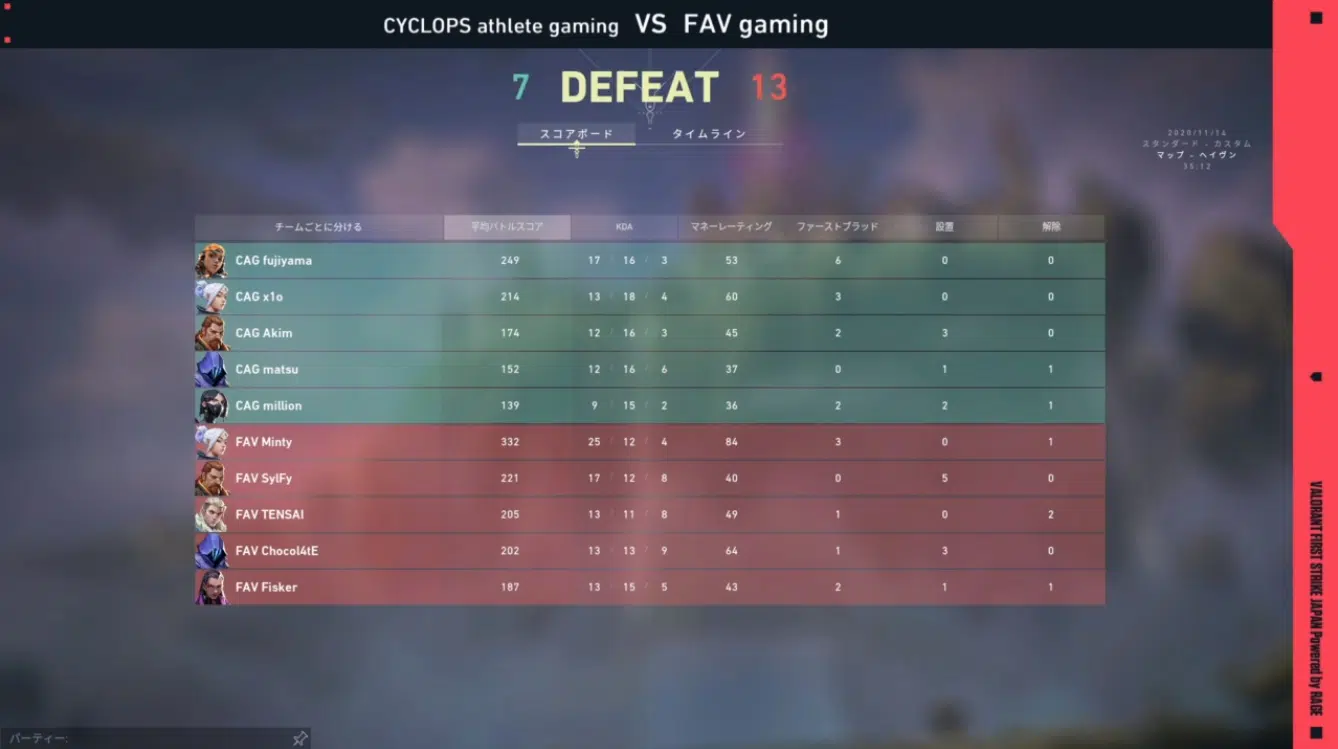 CYCLOPS athlete gaming VS FAV gaming
7 DEFEAT 13
スコアボード タイムライン
2020/11/14
スタンダード - カスタム
マップ - ヘイヴン
35:12
チームごとに分ける 平均バトルスコア KDA マネーレーティング ファーストブラッド 設置 解除
CAG fujiyama 249 17 / 16 / 3 53 6 0 0
CAG x1o 214 13 / 18 / 4 60 3 0 0
CAG Akim 174 12 / 16 / 3 45 2 3 0
CAG matsu 152 12 / 16 / 6 37 0 1 1
CAG million 139 9 / 15 / 2 36 2 2 1
FAV Minty 332 25 / 12 / 4 84 3 0 1
FAV SylFy 221 17 / 12 / 8 40 0 5 0
FAV TENSAI 205 13 / 11 / 8 49 1 0 2
FAV Chocol4tE 202 13 / 13 / 9 64 1 3 0
FAV Fisker 187 13 / 15 / 5 43 2 1 1
VALORANT FIRST STRIKE JAPAN Powered by RAGE
パーティー: